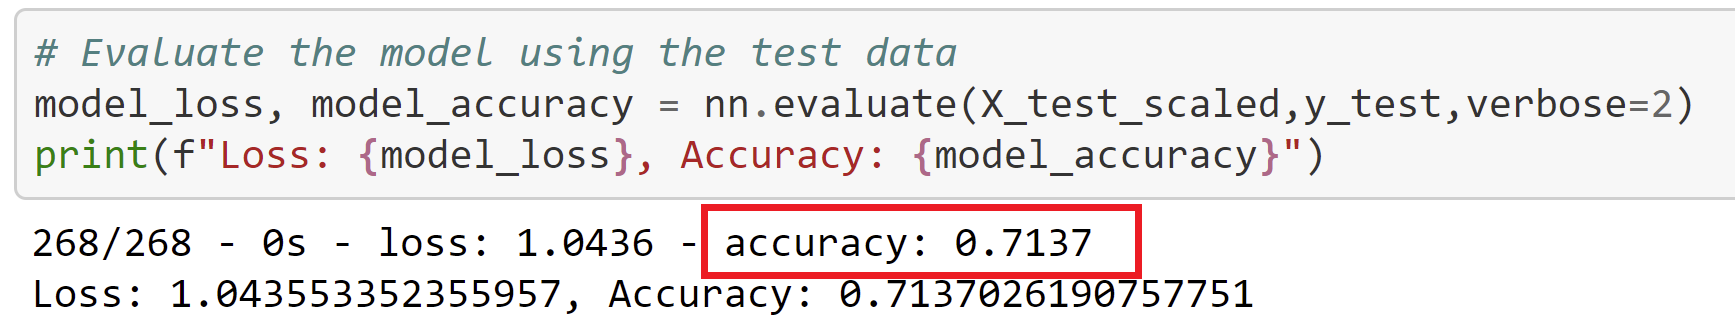 # Evaluate the model using the test data
model_loss, model_accuracy = nn.evaluate(X_test_scaled,y_test,verbose=2)
print(f"Loss: {model_loss}, Accuracy: {model_accuracy}")
268/268 - 0s - loss: 1.0436 - accuracy: 0.7137
Loss: 1.043553352355957, Accuracy: 0.7137026190757751